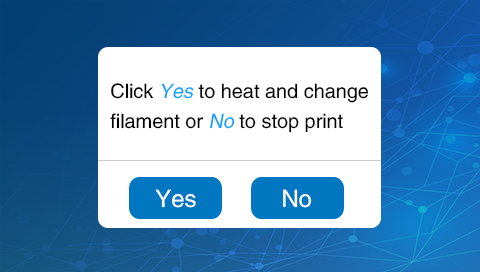 Click Yes to heat and change
filament or No to stop print
Yes No